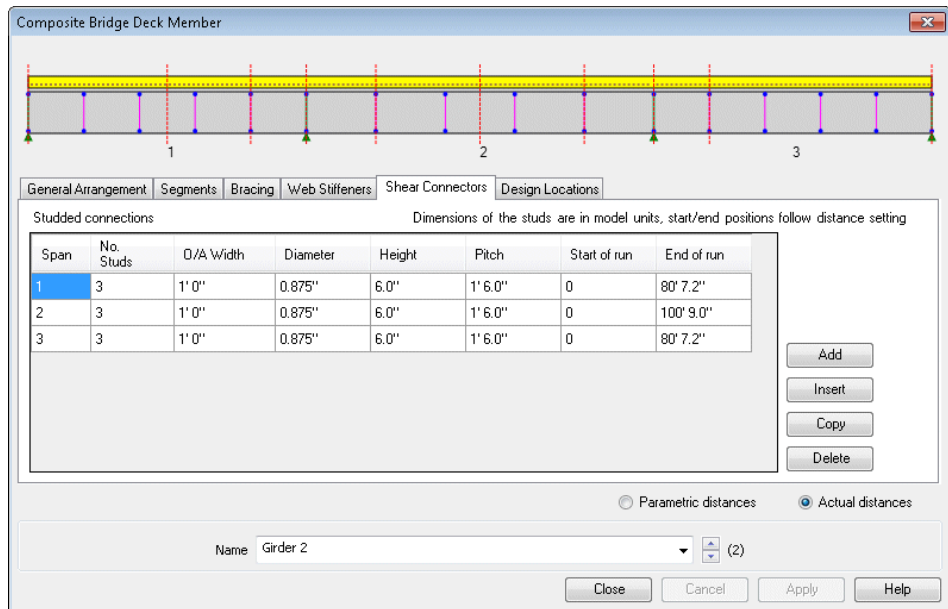 Composite Bridge Deck Member
1 2 3
General Arrangement Segments Bracing Web Stiffeners Shear Connectors Design Locations
Studded connections Dimensions of the studs are in model units, start/end positions follow distance setting
Span No. Studs O/A Width Diameter Height Pitch Start of run End of run
1 3 1' 0" 0.875" 6.0" 1' 6.0" 0 80' 7.2"
2 3 1' 0" 0.875" 6.0" 1' 6.0" 0 100' 9.0"
3 3 1' 0" 0.875" 6.0" 1' 6.0" 0 80' 7.2"
Add
Insert
Copy
Delete
Parametric distances Actual distances
Name Girder 2 (2)
Close Cancel Apply Help